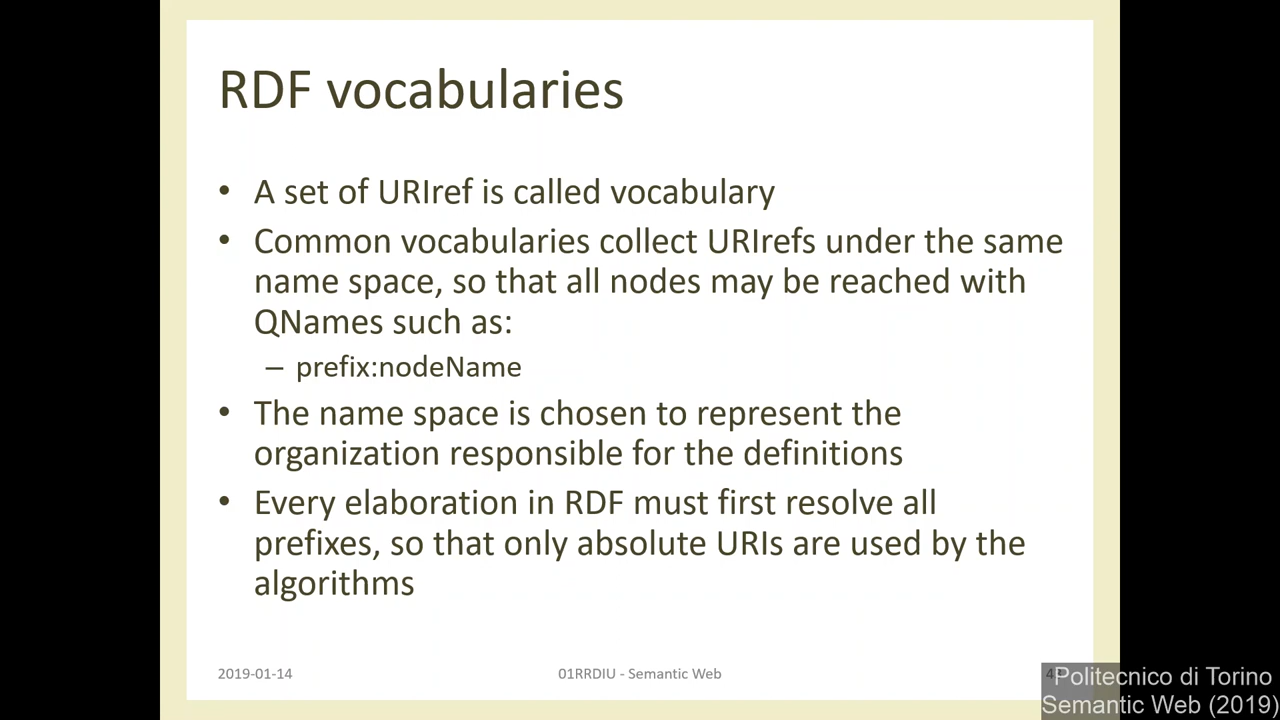 RDF vocabularies
• A set of URIref is called vocabulary
• Common vocabularies collect URIrefs under the same
name space, so that all nodes may be reached with
QNames such as:
– prefix:nodeName
• The name space is chosen to represent the
organization responsible for the definitions
• Every elaboration in RDF must first resolve all
prefixes, so that only absolute URIs are used by the
algorithms
2019-01-14
01RRDIU - Semantic Web
Politecnico di Torino
Semantic Web (2019)